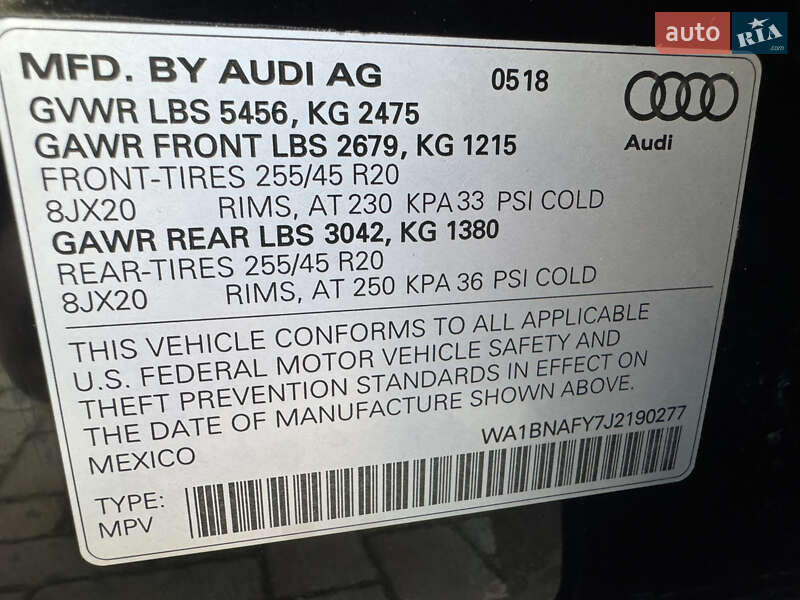 auto RIA.com
MFD. BY AUDI AG 0518
GVWR LBS 5456, KG 2475
GAWR FRONT LBS 2679, KG 1215
Audi
FRONT-TIRES 255/45 R20
8JX20 RIMS, AT 230 KPA 33 PSI COLD
GAWR REAR LBS 3042, KG 1380
REAR-TIRES 255/45 R20
8JX20 RIMS, AT 250 KPA 36 PSI COLD
THIS VEHICLE CONFORMS TO ALL APPLICABLE
U.S. FEDERAL MOTOR VEHICLE SAFETY AND
THEFT PREVENTION STANDARDS IN EFFECT ON
THE DATE OF MANUFACTURE SHOWN ABOVE.
MEXICO WA1BNAFY7J2190277
TYPE:
MPV